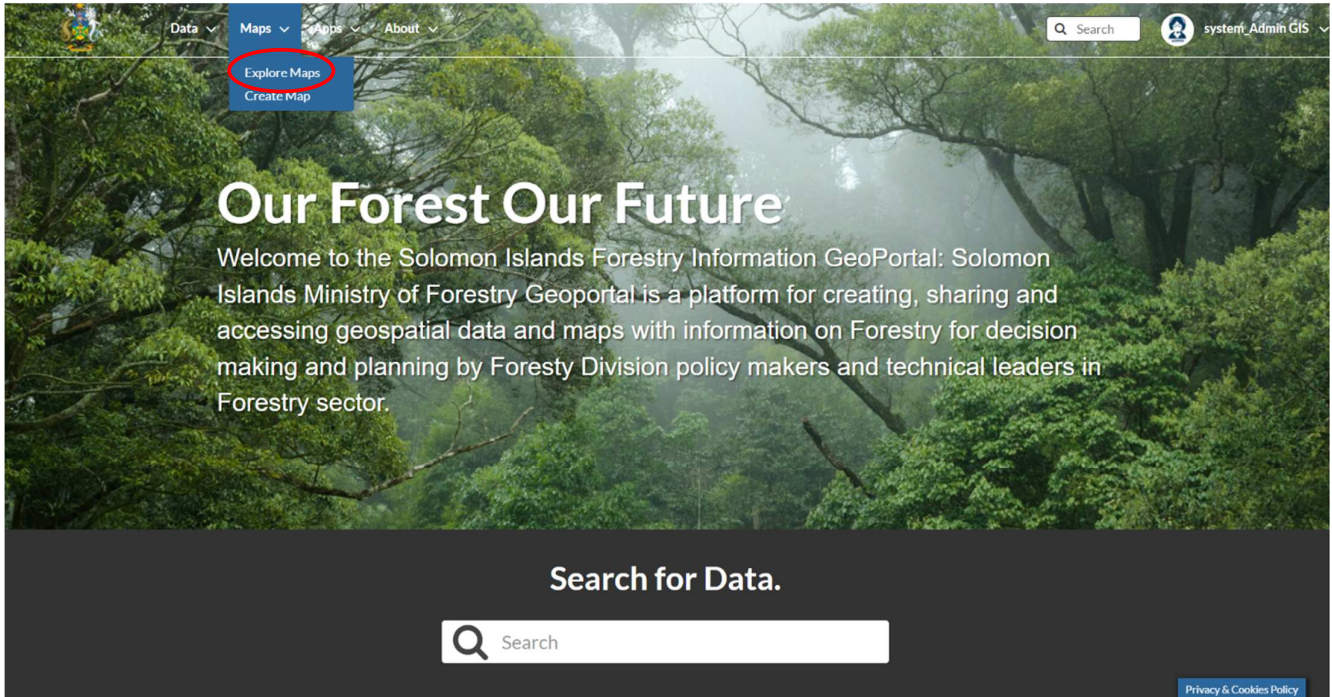 Data Maps Apps About Search system_Admin GIS
Explore Maps
Create Map
Our Forest Our Future
Welcome to the Solomon Islands Forestry Information GeoPortal: Solomon
Islands Ministry of Forestry Geoportal is a platform for creating, sharing and
accessing geospatial data and maps with information on Forestry for decision
making and planning by Foresty Division policy makers and technical leaders in
Forestry sector.
Search for Data.
Search
Privacy & Cookies Policy